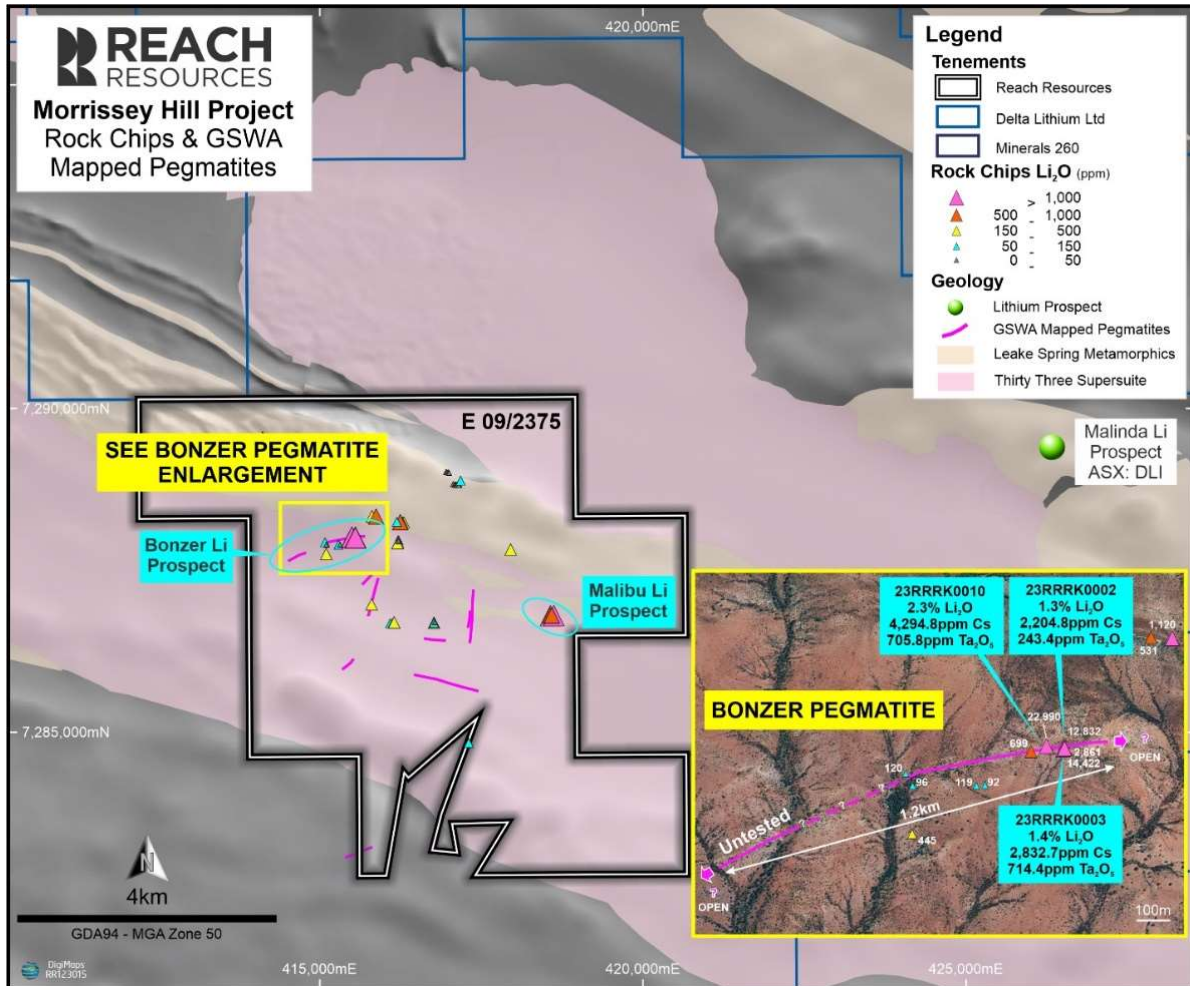 REACH
RESOURCES
Morrissey Hill Project
Rock Chips & GSWA
Mapped Pegmatites
420,000mE
Legend
Tenements
Reach Resources
Delta Lithium Ltd
Minerals 260
Rock Chips Li₂O (ppm)
> 1,000
500 - 1,000
150 - 500
50 - 150
0 - 50
Geology
Lithium Prospect
GSWA Mapped Pegmatites
Leake Spring Metamorphics
Thirty Three Supersuite
7,290,000mN
E 09/2375
SEE BONZER PEGMATITE
ENLARGEMENT
Malinda Li
Prospect
ASX: DLI
Bonzer Li
Prospect
Malibu Li
Prospect
7,285,000mN
BONZER PEGMATITE
23RRRK0010
2.3% Li₂O
4,294.8ppm Cs
705.8ppm Ta₂O₅
23RRRK0002
1.3% Li₂O
2,204.8ppm Cs
243.4ppm Ta₂O₅
1,120
531
22,990
12,832
699
2,861
14,422
?
OPEN
120
96
119
92
? ? ?
1.2km
Untested
445
23RRRK0003
1.4% Li₂O
2,832.7ppm Cs
714.4ppm Ta₂O₅
?
OPEN
100m
N
4km
GDA94 - MGA Zone 50
DigiMaps
RR123015
415,000mE
420,000mE
425,000mE